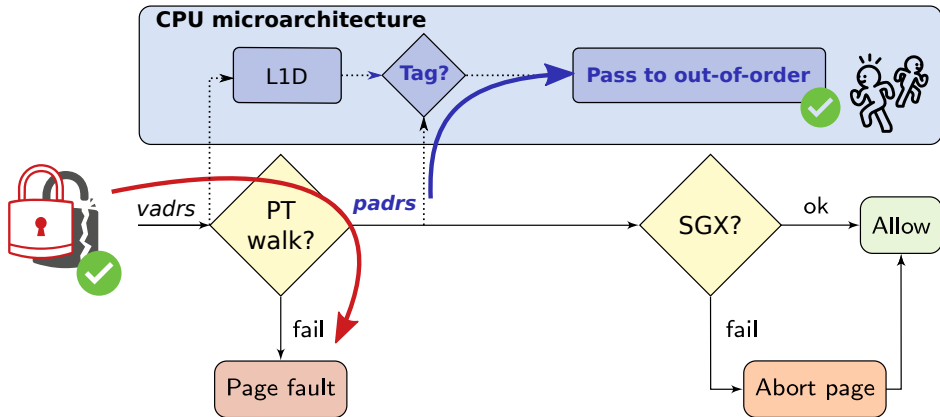 CPU microarchitecture
L1D
Tag?
Pass to out-of-order
vadrs
PT
walk?
padrs
SGX?
ok
Allow
fail
fail
Page fault
Abort page